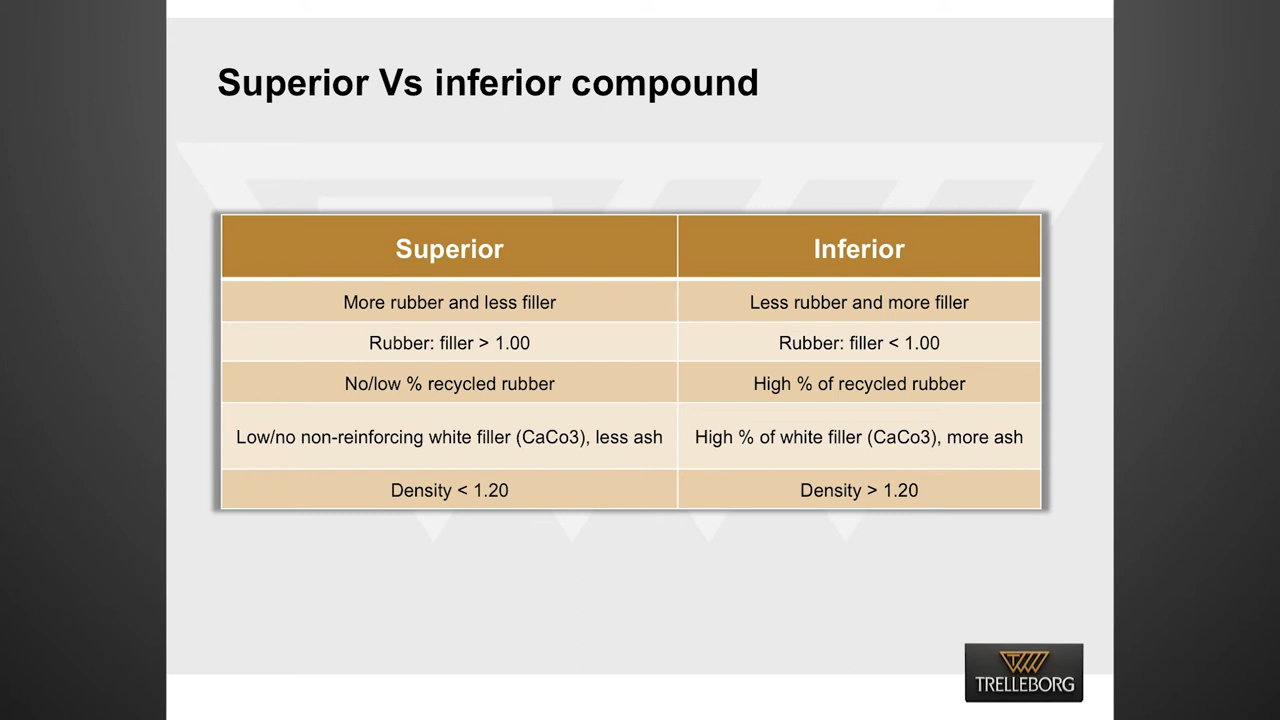 Superior Vs inferior compound
Superior
Inferior
More rubber and less filler
Less rubber and more filler
Rubber: filler > 1.00
Rubber: filler < 1.00
No/low % recycled rubber
High % of recycled rubber
Low/no non-reinforcing white filler (CaCo3), less ash
High % of white filler (CaCo3), more ash
Density < 1.20
Density > 1.20
TRELLEBORG